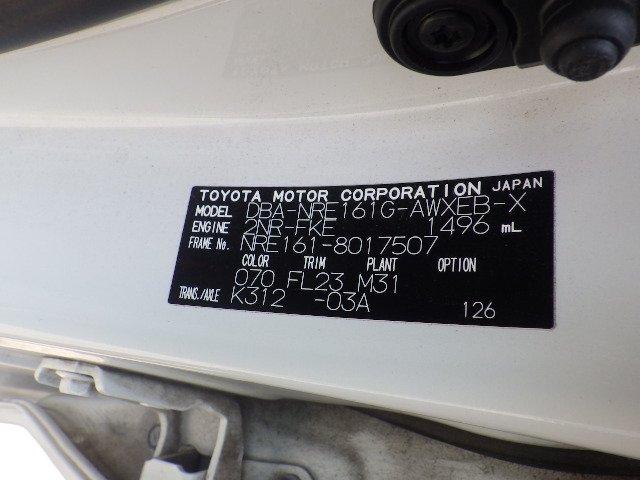 TOYOTA MOTOR CORPORATION JAPAN
MODEL DBA-NRE161G-AWXEB-X
ENGINE 2NR-FKE 1496 mL
FRAME No. NRE161-8017507
COLOR TRIM PLANT OPTION
070 FL23 M31
TRANS./AXLE K312 -03A 126